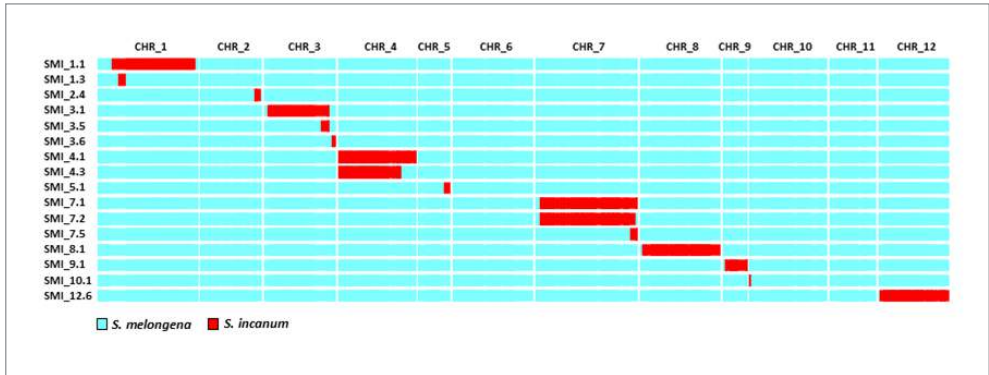 CHR_1 CHR_2 CHR_3 CHR_4 CHR_5 CHR_6 CHR_7 CHR_8 CHR_9 CHR_10 CHR_11 CHR_12
SMI_1.1
SMI_1.3
SMI_2.4
SMI_3.1
SMI_3.5
SMI_3.6
SMI_4.1
SMI_4.3
SMI_5.1
SMI_7.1
SMI_7.2
SMI_7.5
SMI_8.1
SMI_9.1
SMI_10.1
SMI_12.6
S. melongena S. incanum